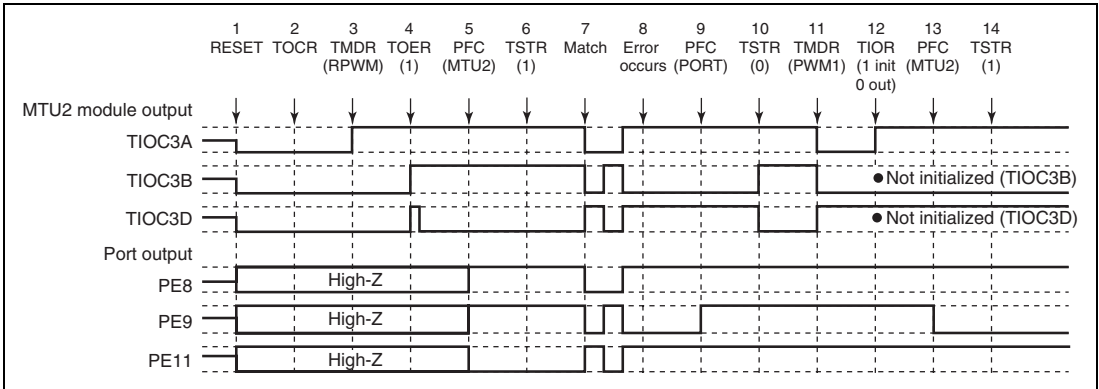 1 2 3 4 5 6 7 8 9 10 11 12 13 14
RESET TOCR TMDR TOER PFC TSTR Match Error PFC TSTR TMDR TIOR PFC TSTR
(RPWM) (1) (MTU2) (1) occurs (PORT) (0) (PWM1) (1 init (MTU2) (1)
0 out)
MTU2 module output
TIOC3A
TIOC3B
● Not initialized (TIOC3B)
TIOC3D
● Not initialized (TIOC3D)
Port output
PE8
High-Z
PE9
High-Z
PE11
High-Z